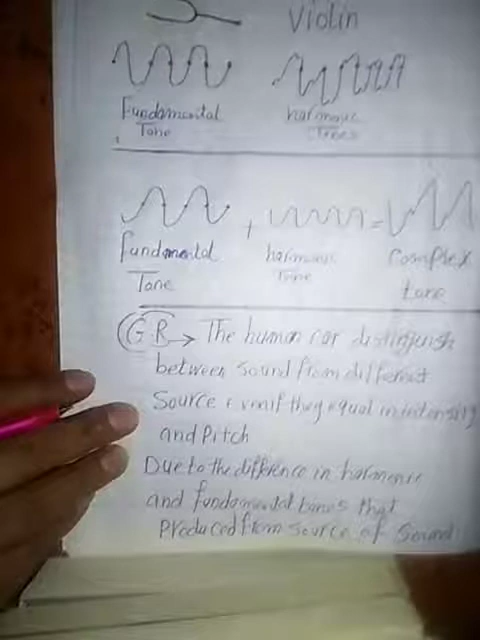 Violin
Fundamental harmonic
Tone Tones
Fundmental + harmonic = Complex
Tone Tone tone
G.R → The human ear distinguish
between sound from different
Source even if they equal in intensity
and Pitch
Due to the difference in harmonic
and fundamental tones that
Produced from source of Sound